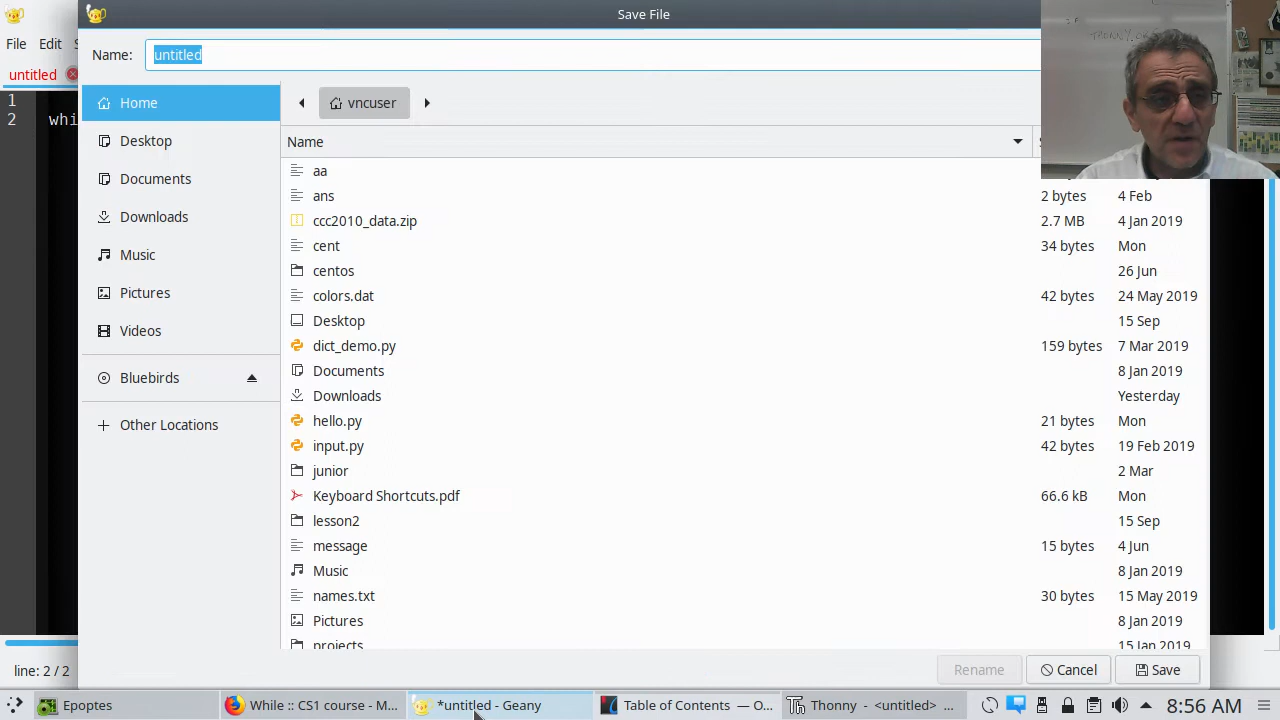 Save File
File Edit
Name: untitled
untitled
1
2 whi
Home
Desktop
Documents
Downloads
Music
Pictures
Videos
Bluebirds
Other Locations
vncuser
Name
aa
ans 2 bytes 4 Feb
ccc2010_data.zip 2.7 MB 4 Jan 2019
cent 34 bytes Mon
centos 26 Jun
colors.dat 42 bytes 24 May 2019
Desktop 15 Sep
dict_demo.py 159 bytes 7 Mar 2019
Documents 8 Jan 2019
Downloads Yesterday
hello.py 21 bytes Mon
input.py 42 bytes 19 Feb 2019
junior 2 Mar
Keyboard Shortcuts.pdf 66.6 kB Mon
lesson2 15 Sep
message 15 bytes 4 Jun
Music 8 Jan 2019
names.txt 30 bytes 15 May 2019
Pictures 8 Jan 2019
projects 15 Jan 2019
Rename Cancel Save
line: 2 / 2
Epoptes While :: CS1 course - M... *untitled - Geany Table of Contents ...O... Thonny - <untitled> ... 8:56 AM